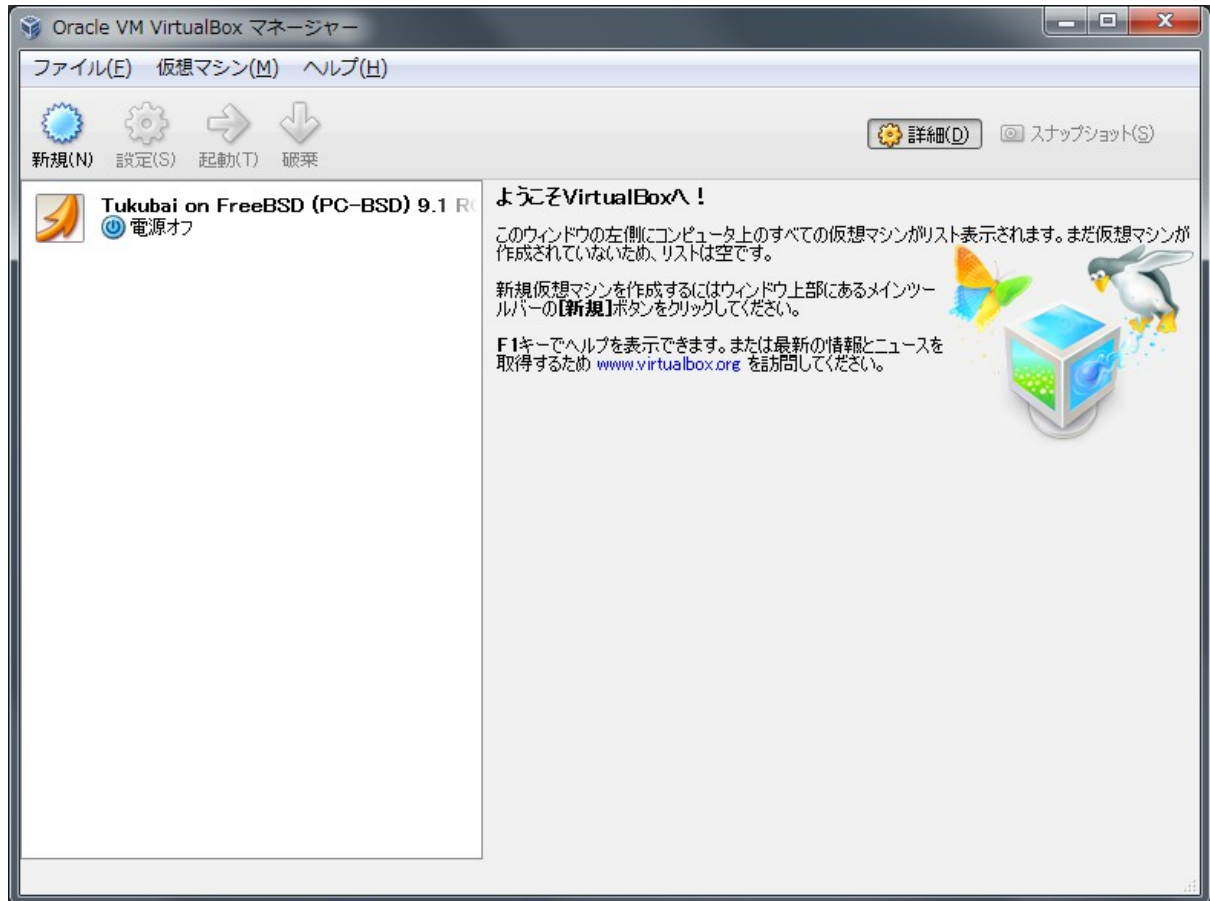 Oracle VM VirtualBox マネージャー
ファイル(F) 仮想マシン(M) ヘルプ(H)
新規(N) 設定(S) 起動(T) 破棄
詳細(D) スナップショット(S)
Tukubai on FreeBSD (PC-BSD) 9.1 R
電源オフ
ようこそVirtualBoxへ!
このウィンドウの左側にコンピュータ上のすべての仮想マシンがリスト表示されます。まだ仮想マシンが
作成されていないため、リストは空です。
新規仮想マシンを作成するにはウィンドウ上部にあるメインツー
ルバーの[新規]ボタンをクリックしてください。
F1キーでヘルプを表示できます。または最新の情報とニュースを
取得するため www.virtualbox.org を訪問してください。